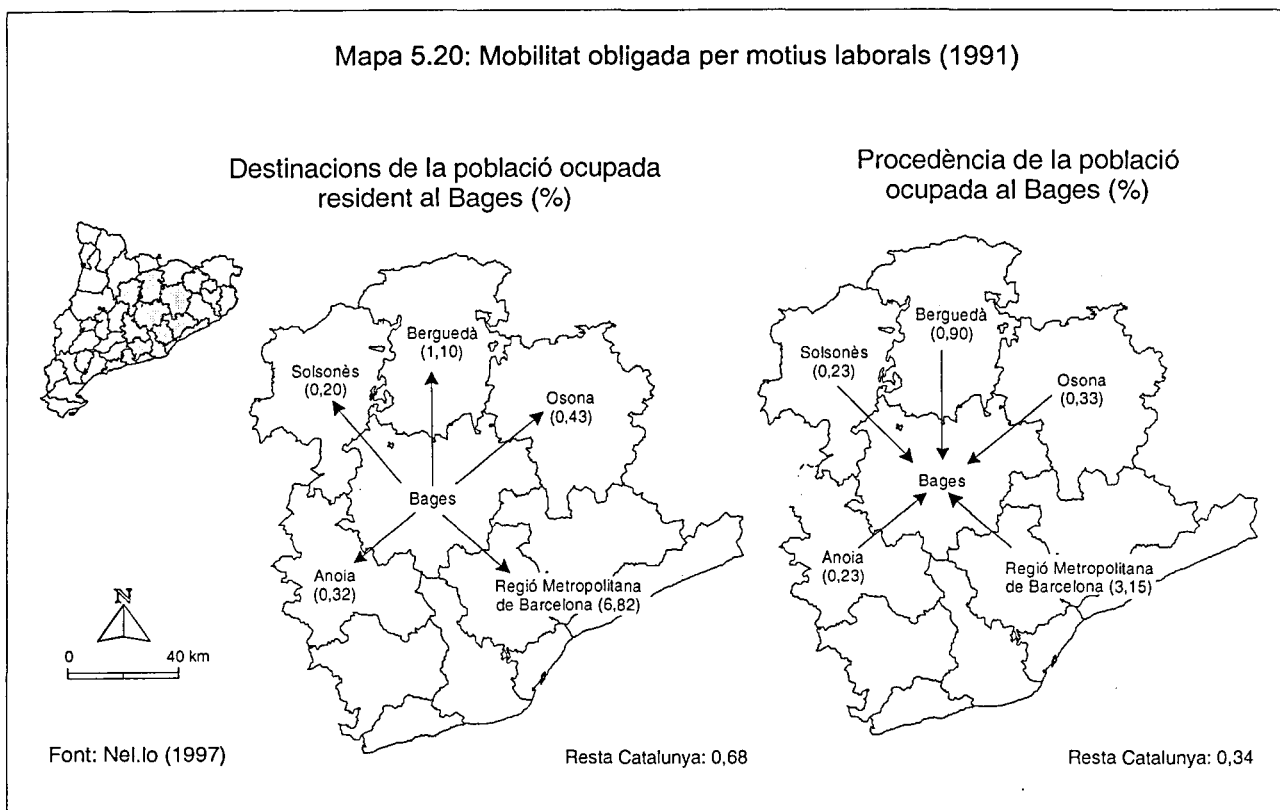 Mapa 5.20: Mobilitat obligada per motius laborals (1991)
Destinacions de la població ocupada
resident al Bages (%)
Berguedà
(1,10)
Solsonès
(0,20)
Osona
(0,43)
Bages
Anoia
(0,32)
Regió Metropolitana
de Barcelona (6,82)
Resta Catalunya: 0,68
Procedència de la població
ocupada al Bages (%)
Berguedà
(0,90)
Solsonès
(0,23)
Osona
(0,33)
Bages
Anoia
(0,23)
Regió Metropolitana
de Barcelona (3,15)
Resta Catalunya: 0,34
N
0 40 km
Font: Nel.lo (1997)